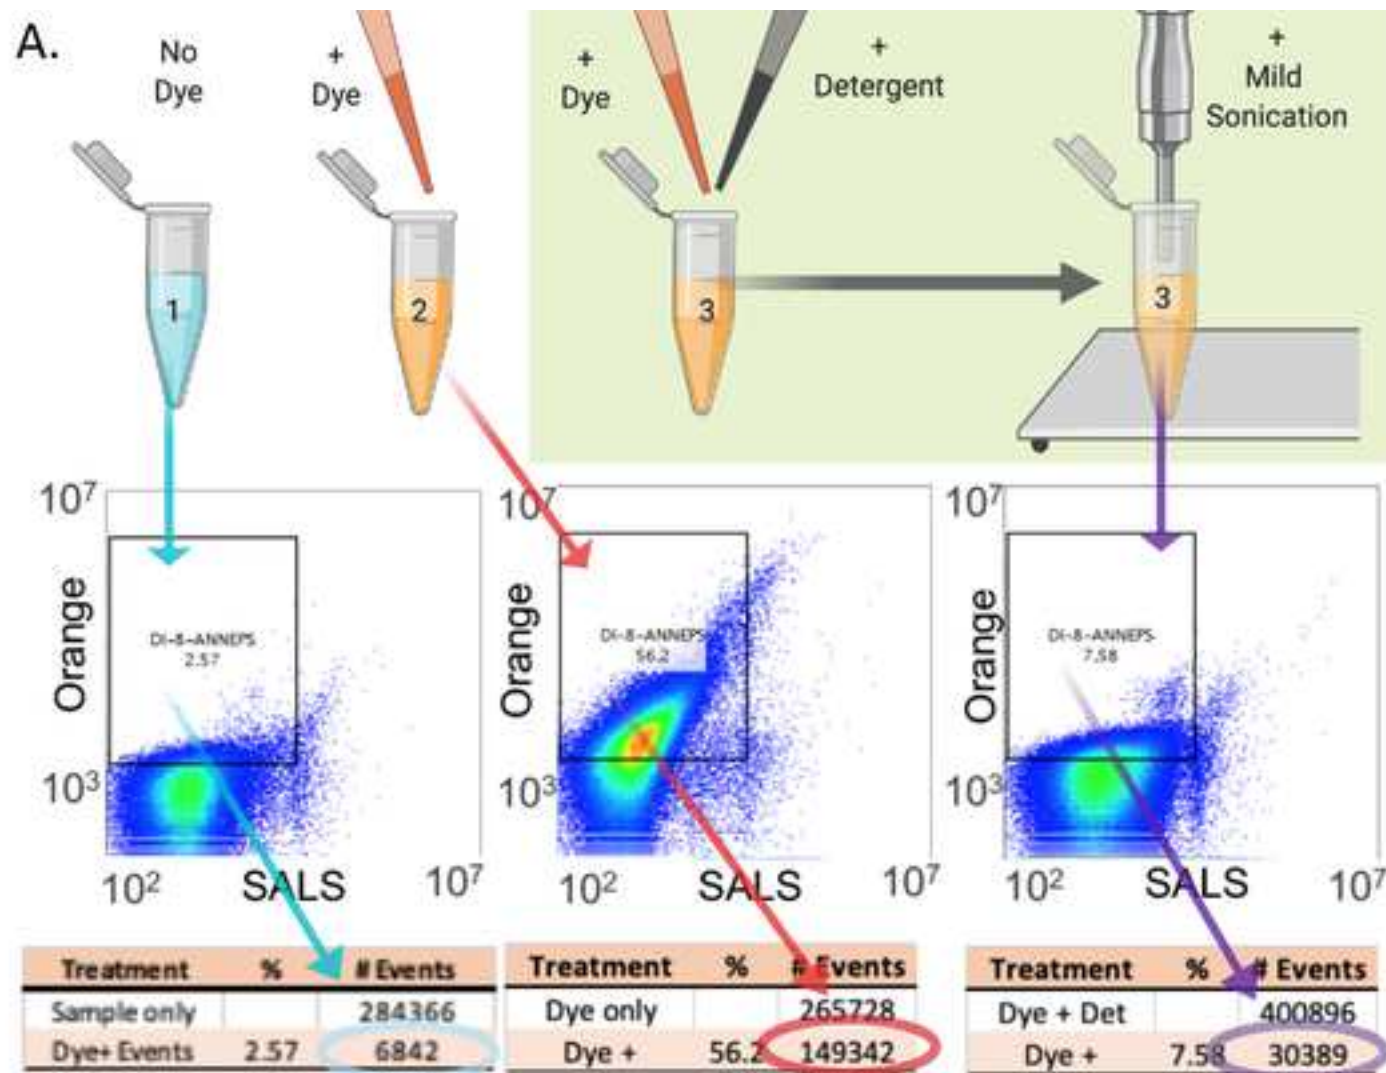 A.
No
Dye
+
Dye
+
Dye
+
Detergent
+
Mild
Sonication
1
2
3
3
10⁷
Orange
DI-8-ANNEPS
2.57
10³
10²
SALS
10⁷
10⁷
Orange
DI-8-ANNEPS
56.2
10³
10²
SALS
10⁷
10⁷
Orange
DI-8-ANNEPS
7.58
10³
10²
SALS
10⁷
Treatment % # Events
Sample only 284366
Dye+ Events 2.57 6842
Treatment % # Events
Dye only 265728
Dye + 56.2 149342
Treatment % # Events
Dye + Det 400896
Dye + 7.58 30389